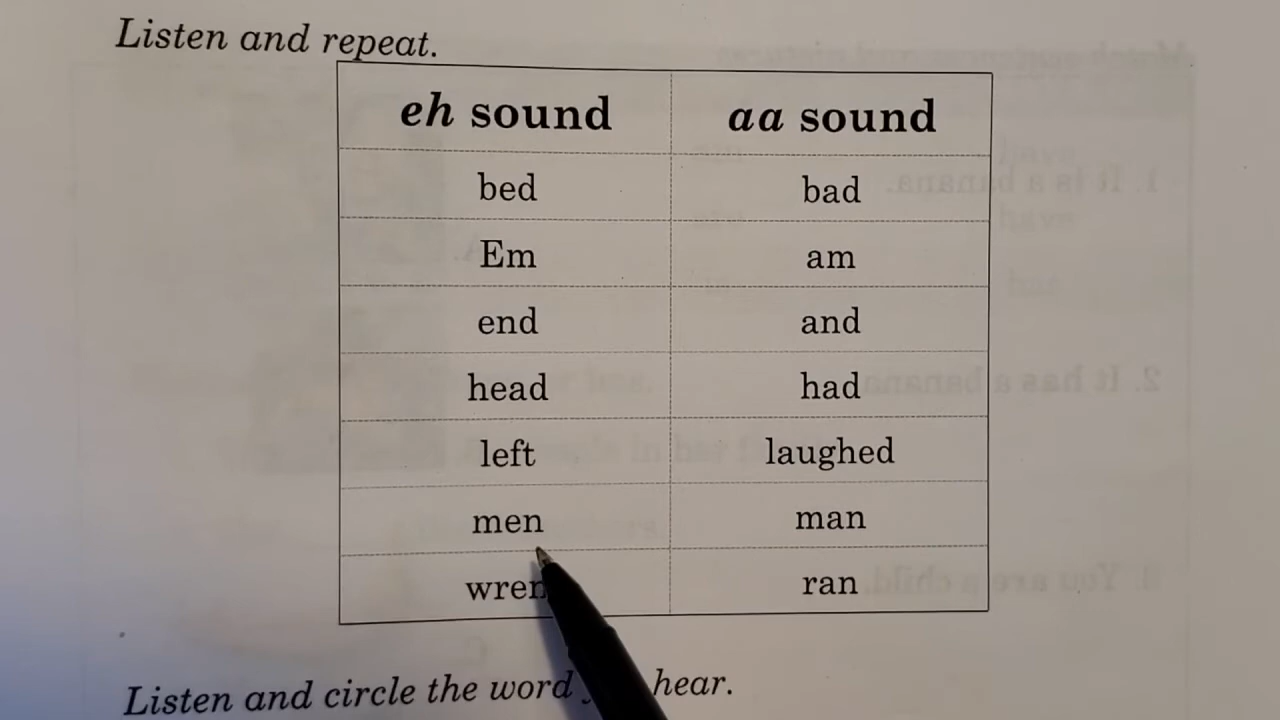 Listen and repeat.
eh sound aa sound
bed bad
Em am
end and
head had
left laughed
men man
wren ran
Listen and circle the word hear.